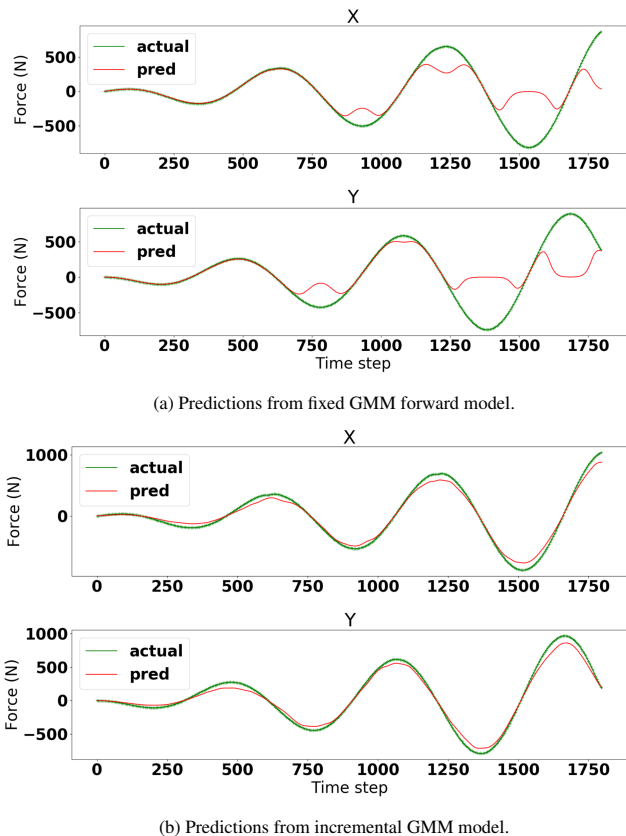 X
actual
pred
Force (N)
500
0
−500
0 250 500 750 1000 1250 1500 1750
Y
actual
pred
Force (N)
500
0
−500
0 250 500 750 1000 1250 1500 1750
Time step
(a) Predictions from fixed GMM forward model.
X
actual
pred
Force (N)
1000
0
0 250 500 750 1000 1250 1500 1750
Y
actual
pred
Force (N)
1000
500
0
−500
0 250 500 750 1000 1250 1500 1750
Time step
(b) Predictions from incremental GMM model.